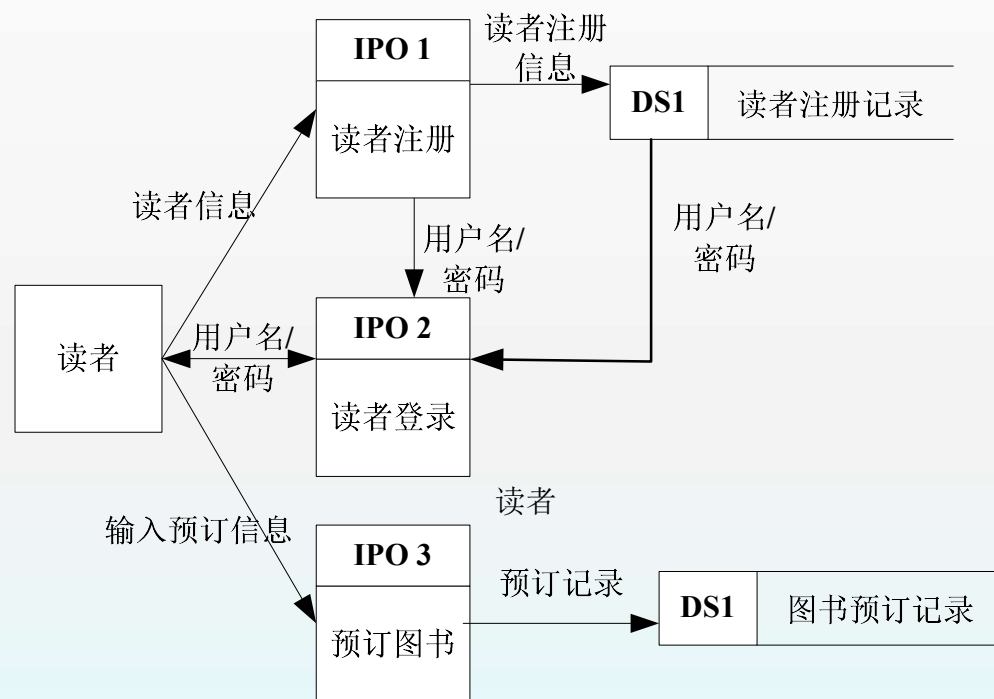 IPO 1
读者注册
读者注册
信息
DS1
读者注册记录
读者信息
用户名/
密码
用户名/
密码
读者
用户名/
密码
IPO 2
读者登录
读者
输入预订信息
IPO 3
预订图书
预订记录
DS1
图书预订记录